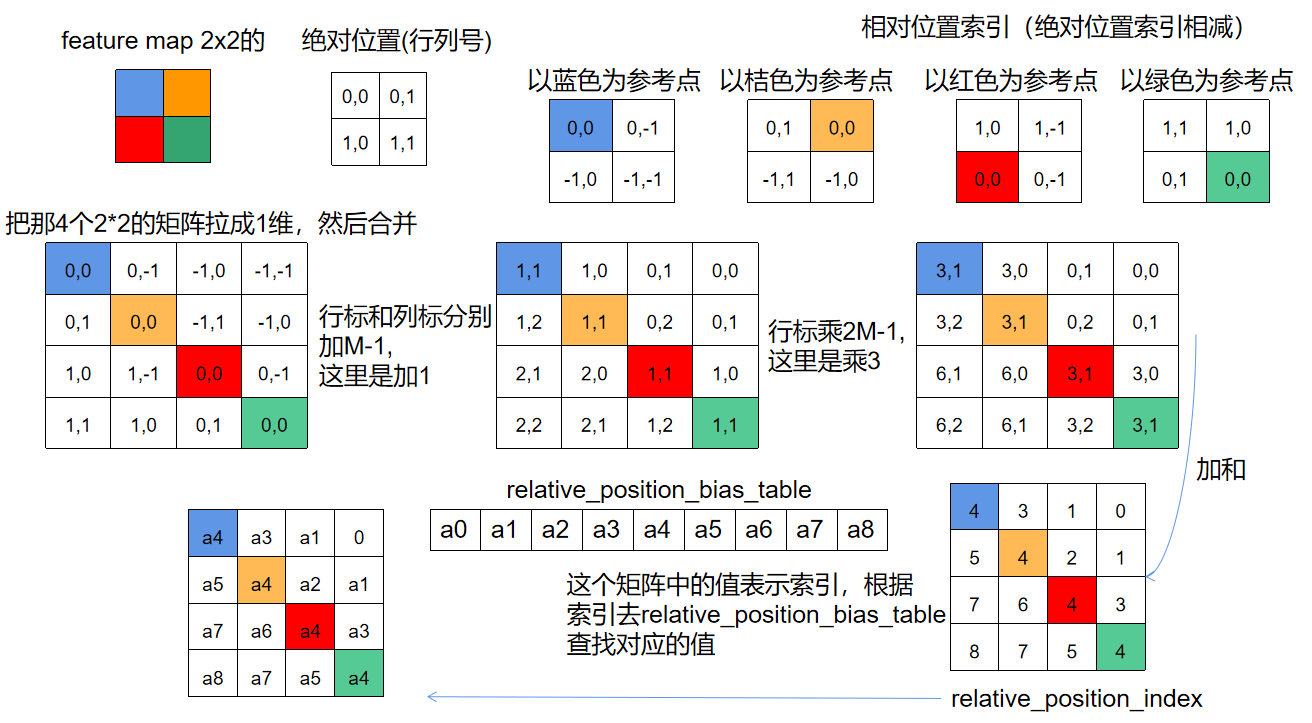 相对位置索引（绝对位置索引相减）
feature map 2x2的
绝对位置(行列号)
以蓝色为参考点
以桔色为参考点
以红色为参考点
以绿色为参考点
0,0 0,1
1,0 1,1
0,0 0,-1
-1,0 -1,-1
0,1 0,0
-1,1 -1,0
1,0 1,-1
0,0 0,-1
1,1 1,0
0,1 0,0
把那4个2*2的矩阵拉成1维，然后合并
0,0 0,-1 -1,0 -1,-1
0,1 0,0 -1,1 -1,0
1,0 1,-1 0,0 0,-1
1,1 1,0 0,1 0,0
行标和列标分别
加M-1,
这里是加1
1,1 1,0 0,1 0,0
1,2 1,1 0,2 0,1
2,1 2,0 1,1 1,0
2,2 2,1 1,2 1,1
行标乘2M-1,
这里是乘3
3,1 3,0 0,1 0,0
3,2 3,1 0,2 0,1
6,1 6,0 3,1 3,0
6,2 6,1 3,2 3,1
加和
relative_position_bias_table
a0 a1 a2 a3 a4 a5 a6 a7 a8
a4 a3 a1 0
a5 a4 a2 a1
a7 a6 a4 a3
a8 a7 a5 a4
这个矩阵中的值表示索引，根据
索引去relative_position_bias_table
查找对应的值
4 3 1 0
5 4 2 1
7 6 4 3
8 7 5 4
relative_position_index